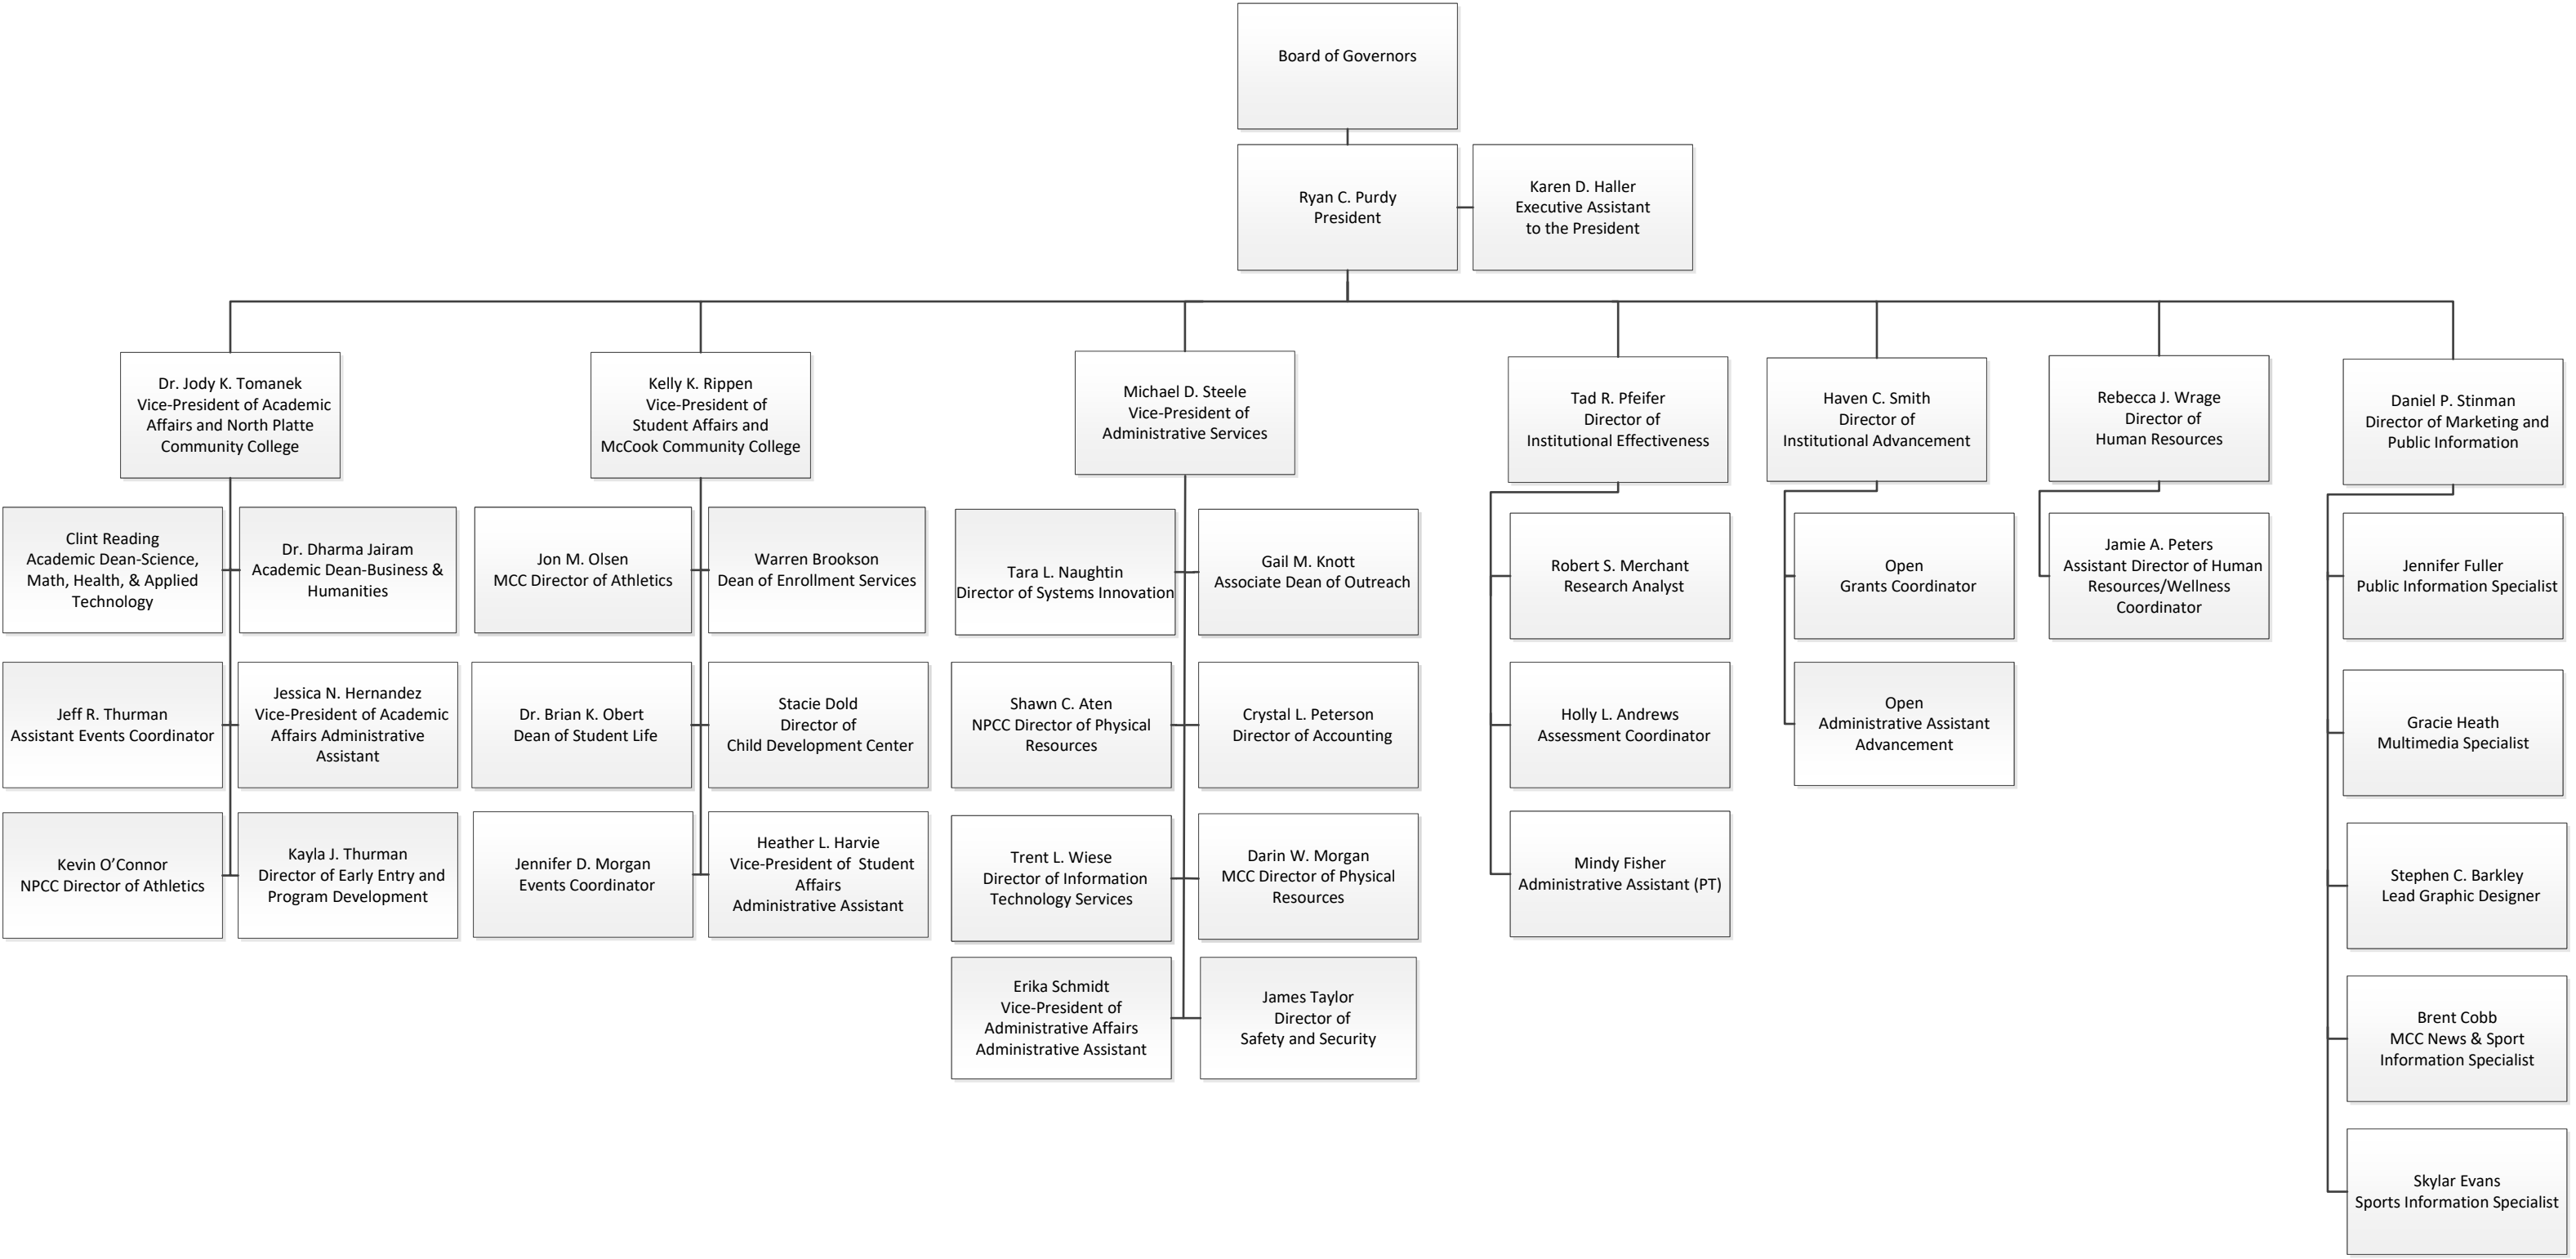 Board of Governors
Ryan C. Purdy
President
Karen D. Haller
Executive Assistant
to the President
Dr. Jody K. Tomanek
Vice-President of Academic
Affairs and North Platte
Community College
Kelly K. Rippen
Vice-President of
Student Affairs and
McCook Community College
Michael D. Steele
Vice-President of
Administrative Services
Tad R. Pfeifer
Director of
Institutional Effectiveness
Haven C. Smith
Director of
Institutional Advancement
Rebecca J. Wrage
Director of
Human Resources
Daniel P. Stinman
Director of Marketing and
Public Information
Clint Reading
Academic Dean-Science,
Math, Health, & Applied
Technology
Dr. Dharma Jairam
Academic Dean-Business &
Humanities
Jeff R. Thurman
Assistant Events Coordinator
Jessica N. Hernandez
Vice-President of Academic
Affairs Administrative
Assistant
Kevin O’Connor
NPCC Director of Athletics
Kayla J. Thurman
Director of Early Entry and
Program Development
Jon M. Olsen
MCC Director of Athletics
Warren Brookson
Dean of Enrollment Services
Dr. Brian K. Obert
Dean of Student Life
Stacie Dold
Director of
Child Development Center
Jennifer D. Morgan
Events Coordinator
Heather L. Harvie
Vice-President of  Student
Affairs
Administrative Assistant
Tara L. Naughtin
Director of Systems Innovation
Gail M. Knott
Associate Dean of Outreach
Shawn C. Aten
NPCC Director of Physical
Resources
Crystal L. Peterson
Director of Accounting
Trent L. Wiese
Director of Information
Technology Services
Darin W. Morgan
MCC Director of Physical
Resources
Erika Schmidt
Vice-President of
Administrative Affairs
Administrative Assistant
James Taylor
Director of
Safety and Security
Robert S. Merchant
Research Analyst
Holly L. Andrews
Assessment Coordinator
Mindy Fisher
Administrative Assistant (PT)
Open
Grants Coordinator
Open
Administrative Assistant
Advancement
Jamie A. Peters
Assistant Director of Human
Resources/Wellness
Coordinator
Jennifer Fuller
Public Information Specialist
Gracie Heath
Multimedia Specialist
Stephen C. Barkley
Lead Graphic Designer
Brent Cobb
MCC News & Sport
Information Specialist
Skylar Evans
Sports Information Specialist